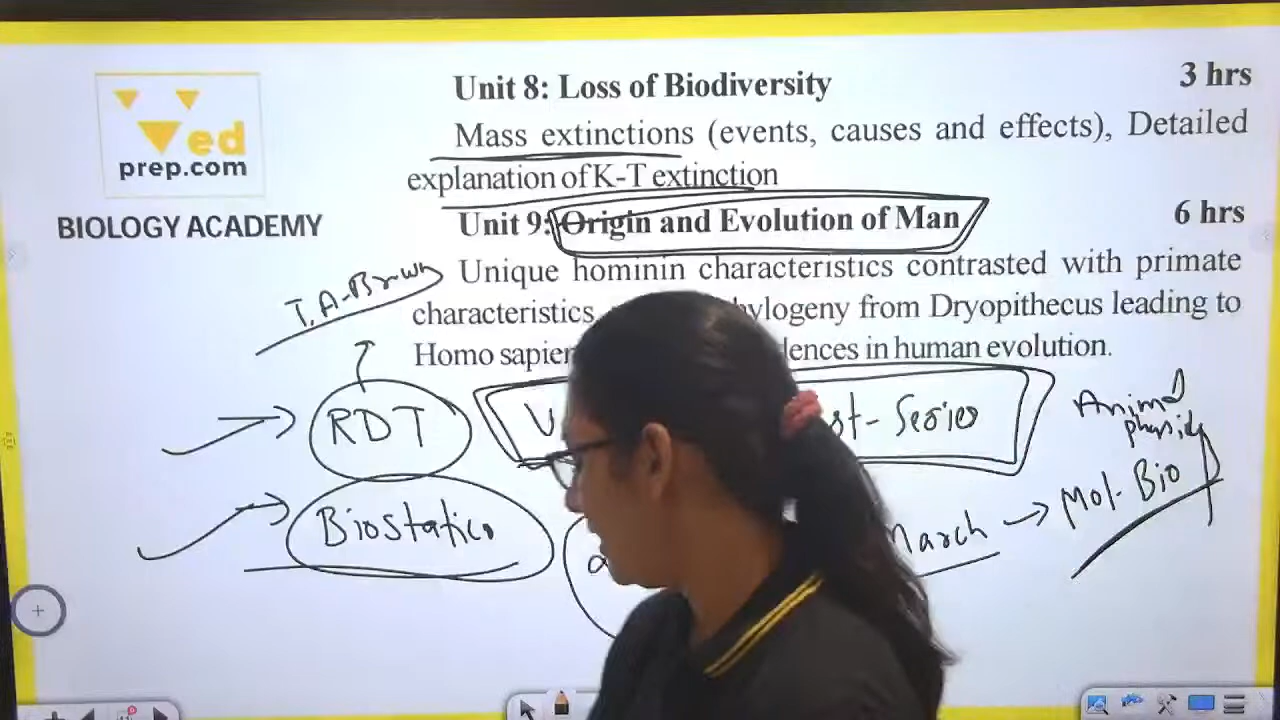 Unit 8: Loss of Biodiversity 3 hrs
Mass extinctions (events, causes and effects), Detailed
explanation of K-T extinction
Unit 9: Origin and Evolution of Man 6 hrs
Unique hominin characteristics contrasted with primate
characteristics, phylogeny from Dryopithecus leading to
Homo sapien in human evolution.
ed
prep.com
BIOLOGY ACADEMY
T.A-Brown
RDT
Series
Animal
Biostatics
March → Mol-Bio